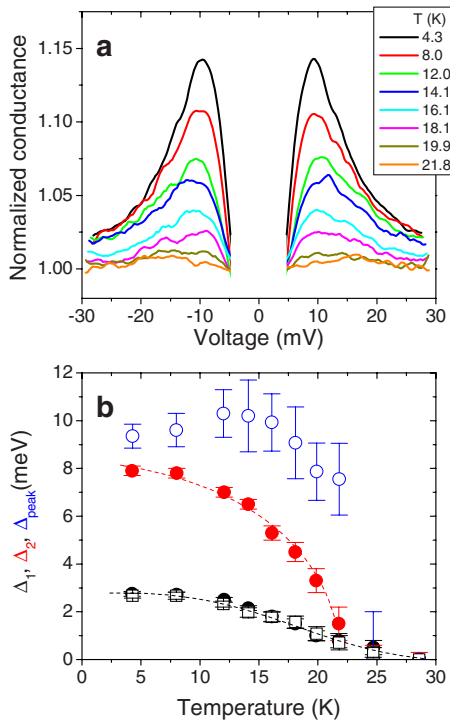 a
T (K)
4.3
8.0
12.0
14.1
16.1
18.1
19.9
21.8
1.15
1.10
1.05
1.00
Normalized conductance
-30 -20 -10 0 10 20 30
Voltage (mV)
b
12
10
8
6
4
2
0
Δ1, Δ2, Δpeak(meV)
0 5 10 15 20 25 30
Temperature (K)